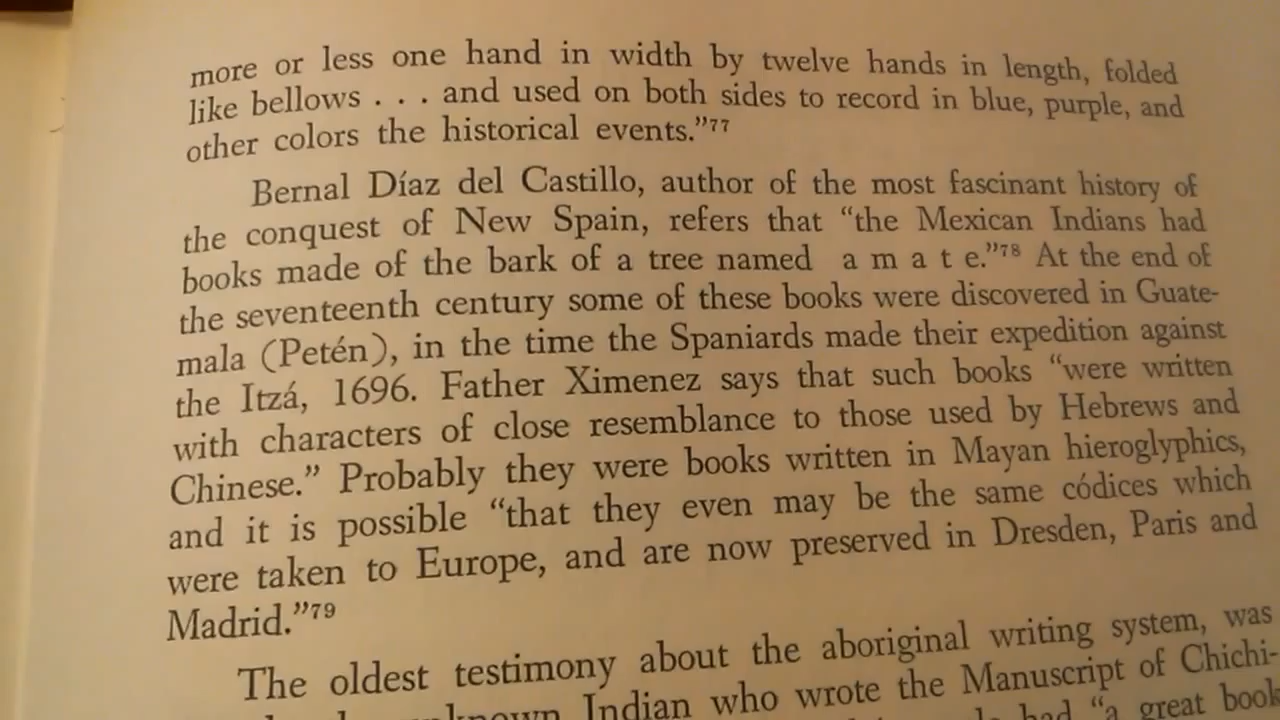 more or less one hand in width by twelve hands in length, folded
like bellows . . . and used on both sides to record in blue, purple, and
other colors the historical events.”77
Bernal Díaz del Castillo, author of the most fascinant history of
the conquest of New Spain, refers that “the Mexican Indians had
books made of the bark of a tree named a m a t e.”78 At the end of
the seventeenth century some of these books were discovered in Guate-
mala (Petén), in the time the Spaniards made their expedition against
the Itzá, 1696. Father Ximenez says that such books “were written
with characters of close resemblance to those used by Hebrews and
Chinese.” Probably they were books written in Mayan hieroglyphics,
and it is possible “that they even may be the same códices which
were taken to Europe, and are now preserved in Dresden, Paris and
Madrid.”79
The oldest testimony about the aboriginal writing system, was
Indian who wrote the Manuscript of Chichi-
had “a great book